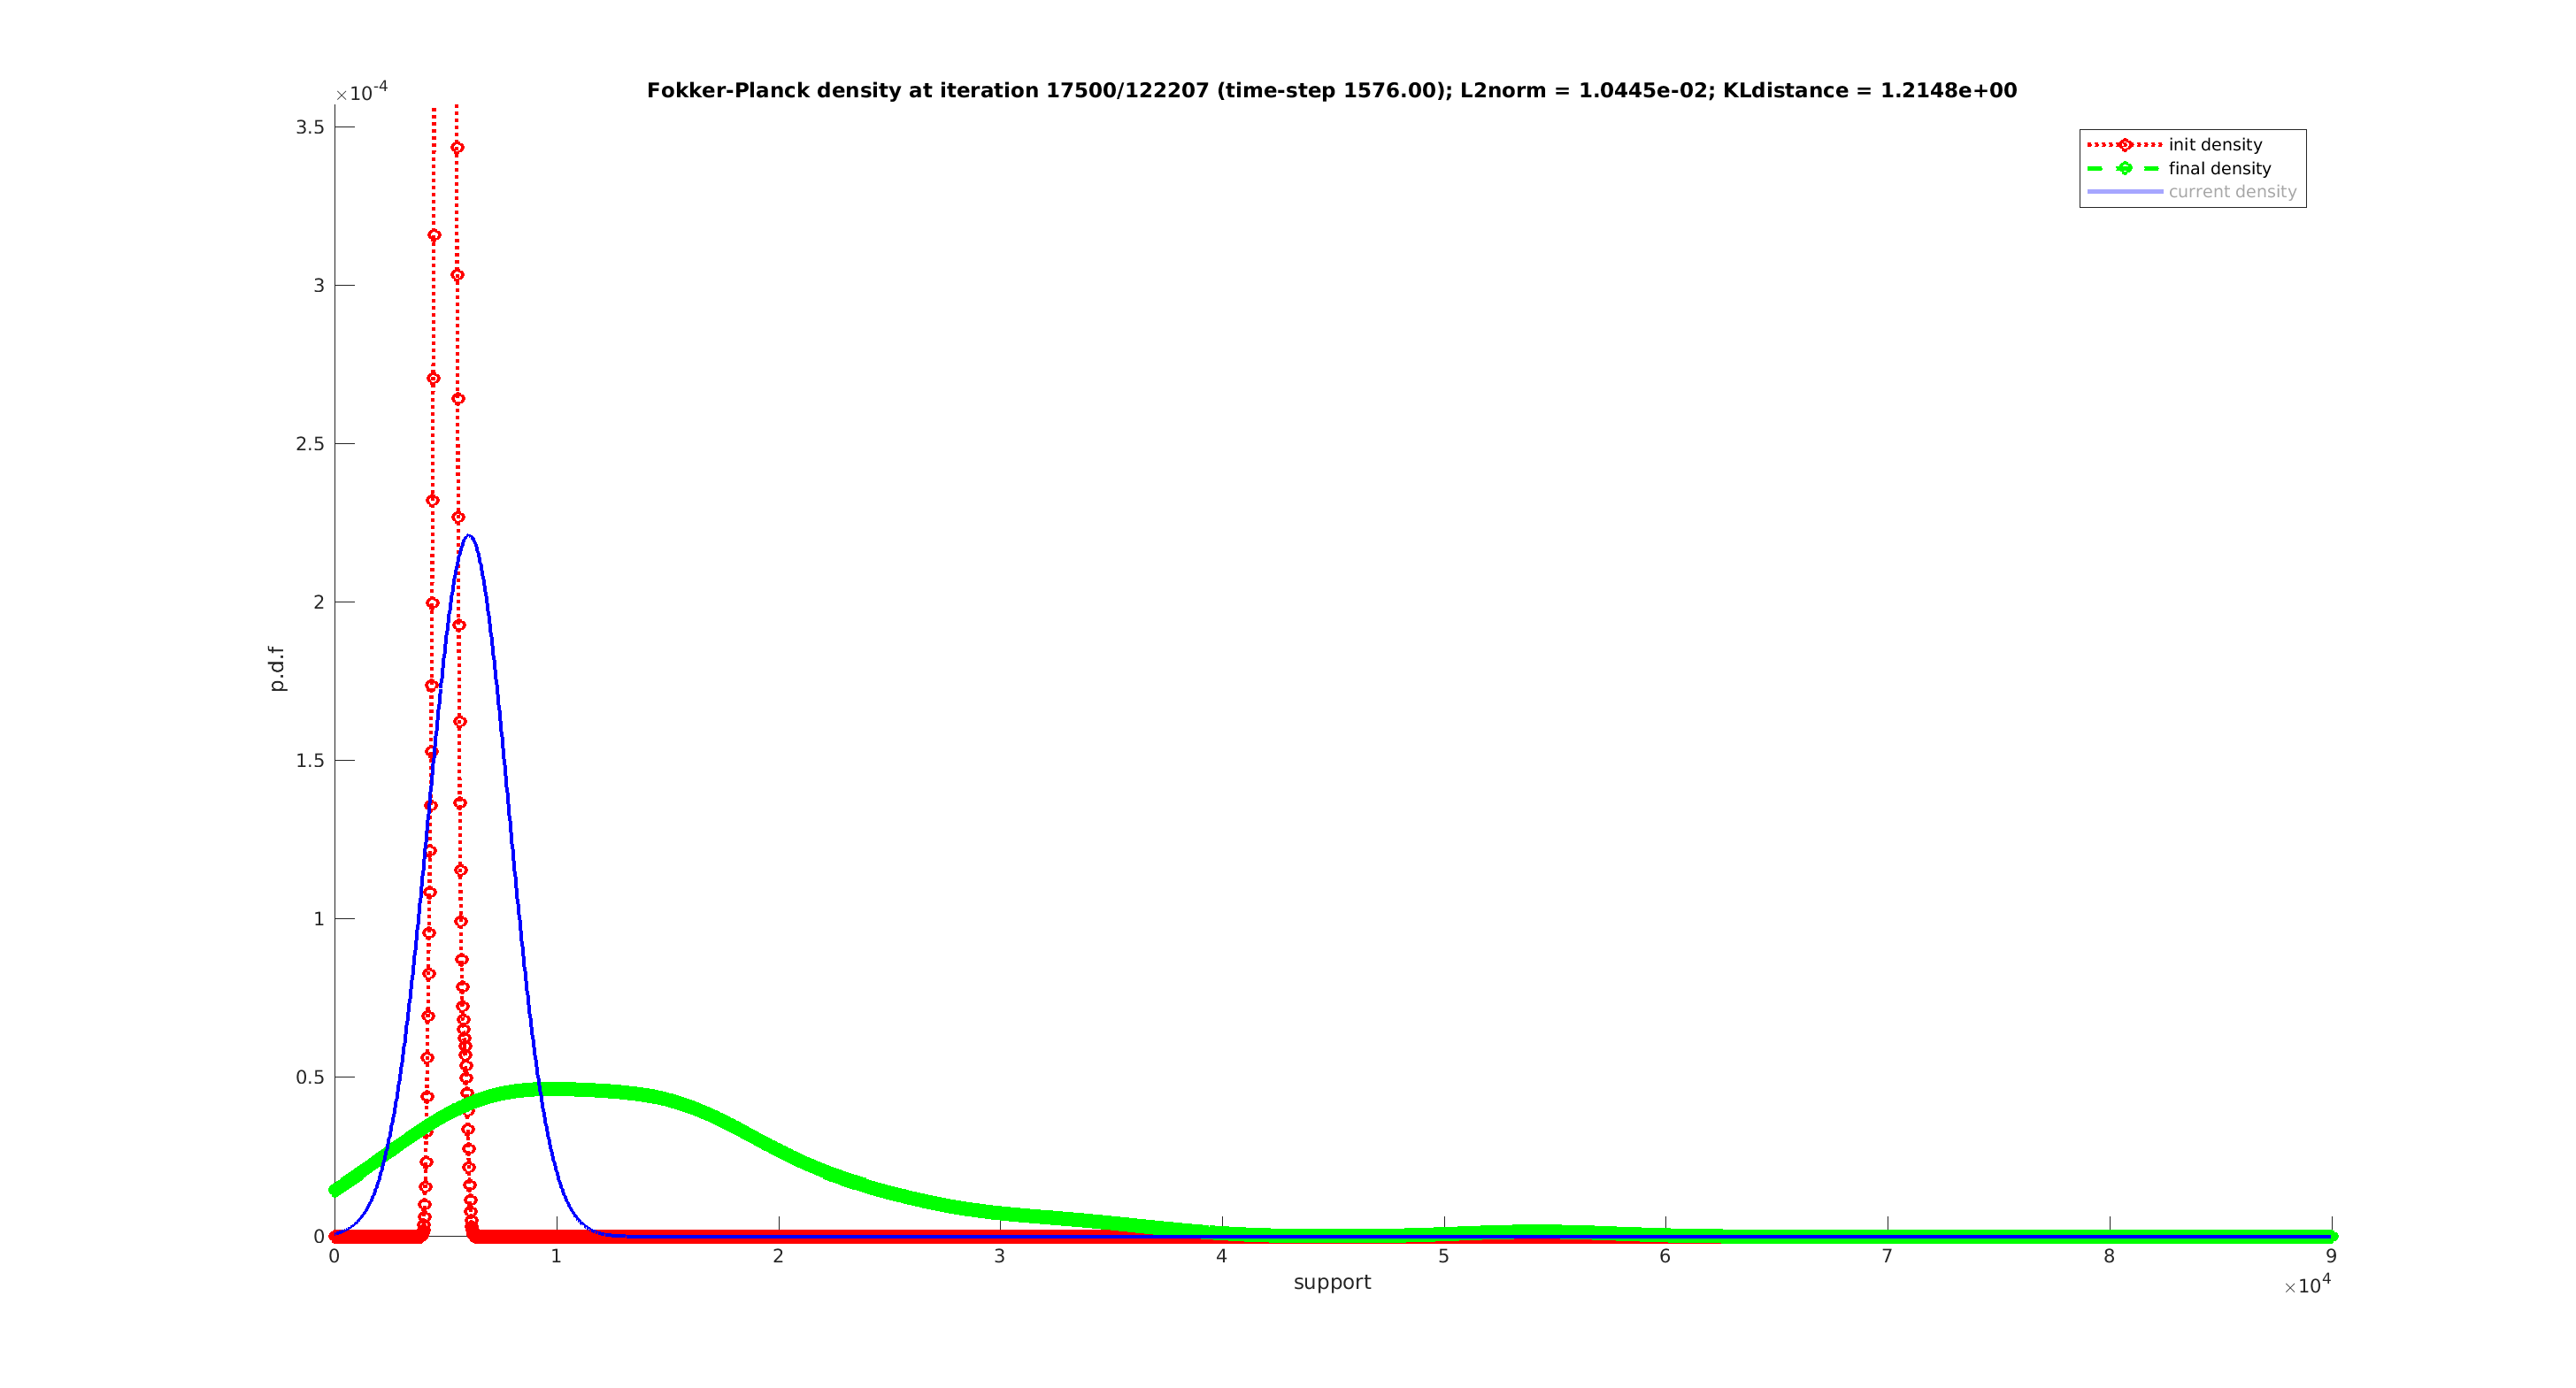 Fokker-Planck density at iteration 17500/122207 (time-step 1576.00); L2norm = 1.0445e-02; KLdistance = 1.2148e+00
×10-4
3.5
3
2.5
2
1.5
1
0.5
0
p.d.f
init density
final density
current density
0 1 2 3 4 5 6 7 8 9
support
×104